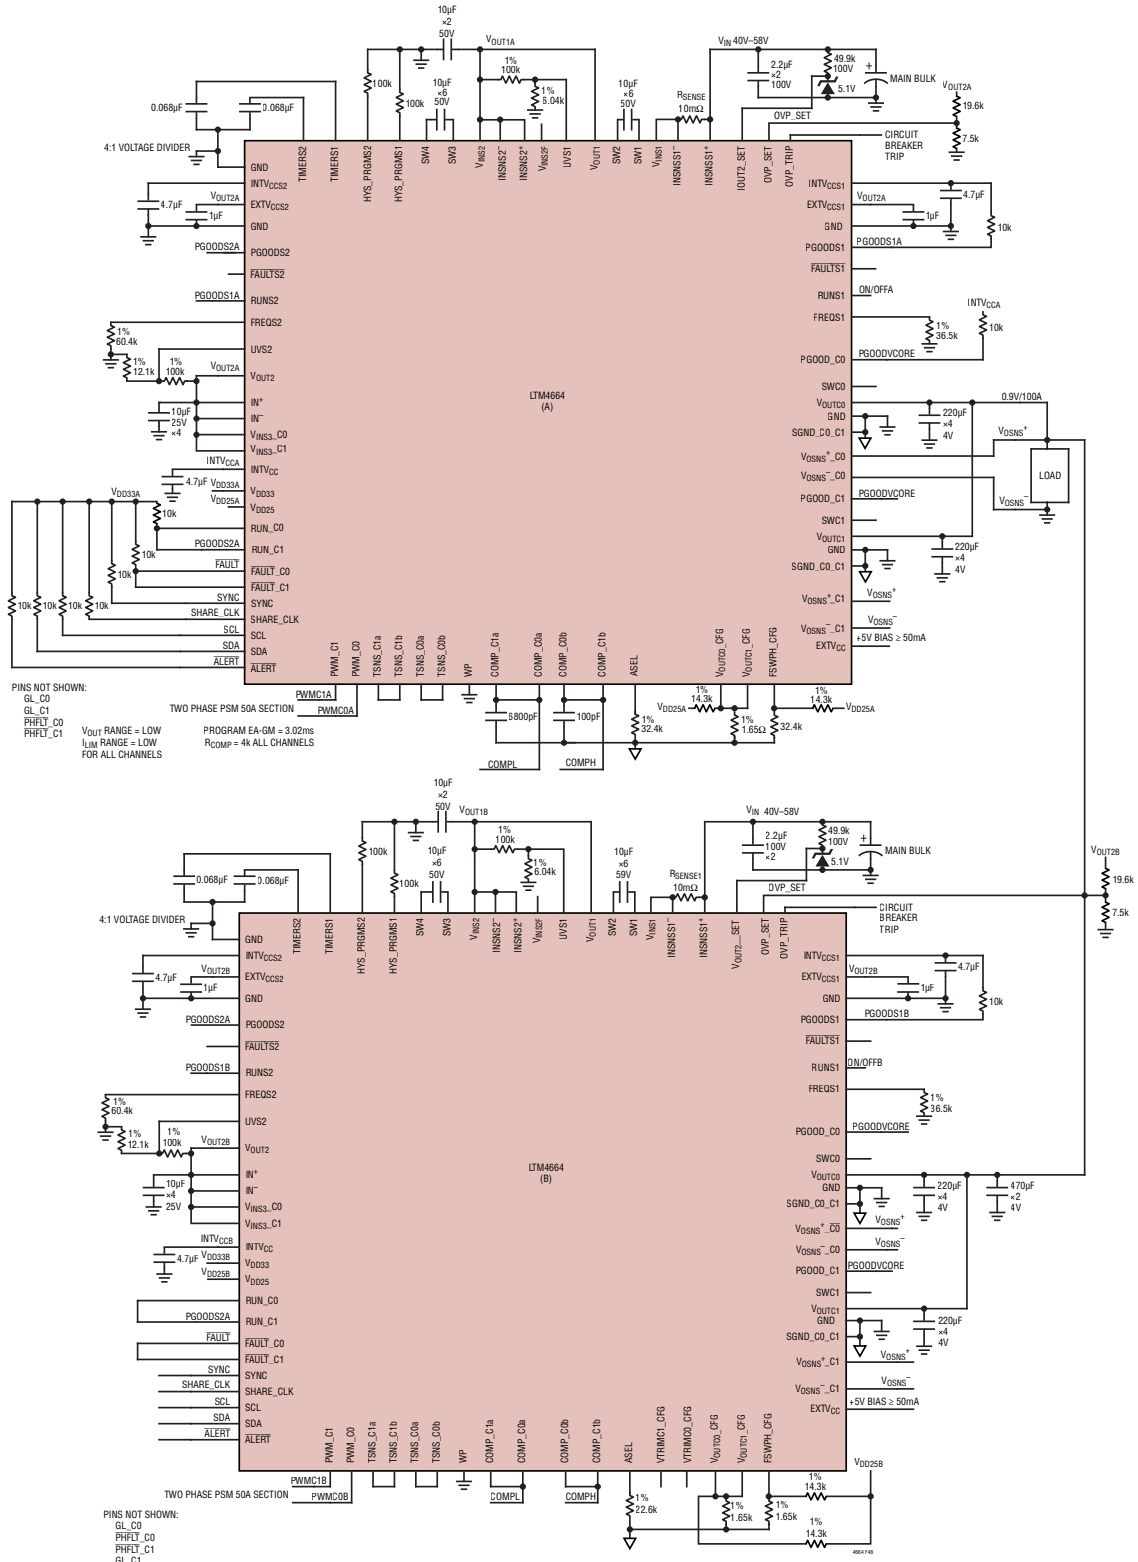 10µF
×2
50V
VOUT1A
VIN 40V–58V
1%
100k
100k
100k
10µF
×6
50V
1%
6.04k
10µF
×6
50V
RSENSE
10mΩ
2.2µF
×2
100V
49.9k
100V
5.1V
+
MAIN BULK
VOUT2A
19.6k
7.5k
OVP_SET
CIRCUIT
BREAKER
TRIP
0.068µF
0.068µF
4:1 VOLTAGE DIVIDER
TIMERS2
TIMERS1
HYS_PRGMS2
HYS_PRGMS1
SW4
SW3
VINS2
INSNS2–
INSNS2+
VINS2F
UVS1
VOUT1
SW2
SW1
VINS1
INSNSS1–
INSNSS1+
IOUT2_SET
OVP_SET
OVP_TRIP
GND
INTVCCS2
VOUT2A
EXTVCCS2
4.7µF
1µF
GND
PGOODS2A
PGOODS2
FAULTS2
PGOODS1A
RUNS2
FREQS2
1%
60.4k
UVS2
1%
12.1k
1%
100k
VOUT2A
VOUT2
IN+
10µF
25V
×4
IN–
VINS3_C0
VINS3_C1
INTVCCA
INTVCC
4.7µF
VDD33A
VDD33
VDD25A
VDD25
VDD33A
10k
RUN_C0
PGOODS2A
RUN_C1
10k
FAULT
FAULT_C0
10k
FAULT_C1
10k
10k
10k
10k
SYNC
SYNC
SHARE_CLK
SHARE_CLK
SCL
SCL
SDA
SDA
ALERT
ALERT
LTM4664
(A)
INTVCCS1
VOUT2A
EXTVCCS1
4.7µF
1µF
GND
10k
PGOODS1
PGOODS1A
FAULTS1
RUNS1
ON/OFFA
FREQS1
1%
36.5k
INTVCCA
10k
PGOOD_C0
PGOODVCORE
SWC0
VOUTC0
0.9V/100A
GND
220µF
×4
4V
SGND_C0_C1
VOSNS+
VOSNS+_C0
VOSNS–_C0
LOAD
VOSNS–
PGOOD_C1
PGOODVCORE
SWC1
VOUTC1
GND
220µF
×4
4V
SGND_C0_C1
VOSNS+_C1
VOSNS+
VOSNS–_C1
VOSNS–
+5V BIAS ≥ 50mA
EXTVCC
PWM_C1
PWM_C0
TSNS_C1a
TSNS_C1b
TSNS_C0a
TSNS_C0b
WP
COMP_C1a
COMP_C0a
COMP_C0b
COMP_C1b
ASEL
VOUTC0_CFG
VOUTC1_CFG
FSWPH_CFG
PINS NOT SHOWN:
GL_C0
GL_C1
PHFLT_C0
PHFLT_C1
PWMC1A
TWO PHASE PSM 50A SECTION
PWMC0A
VOUT RANGE = LOW
ILIM RANGE = LOW
FOR ALL CHANNELS
PROGRAM EA-GM = 3.02ms
RCOMP = 4k ALL CHANNELS
6800pF
100pF
1%
32.4k
VDD25A
1%
14.3k
1%
1.65Ω
32.4k
1%
14.3k
VDD25A
COMPL
COMPH
10µF
×2
50V
VOUT1B
VIN 40V–58V
1%
100k
100k
100k
10µF
×6
50V
1%
6.04k
10µF
×6
59V
RSENSE1
10mΩ
2.2µF
100V
×2
49.9k
100V
5.1V
+
MAIN BULK
VOUT2B
19.6k
7.5k
OVP_SET
CIRCUIT
BREAKER
TRIP
0.068µF
0.068µF
4:1 VOLTAGE DIVIDER
TIMERS2
TIMERS1
HYS_PRGMS2
HYS_PRGMS1
SW4
SW3
VINS2
INSNS2–
INSNS2+
VINS2F
UVS1
VOUT1
SW2
SW1
VINS1
INSNSS1–
INSNSS1+
VOUT2_SET
OVP_SET
OVP_TRIP
GND
INTVCCS2
VOUT2B
EXTVCCS2
4.7µF
1µF
GND
PGOODS2A
PGOODS2
FAULTS2
PGOODS1B
RUNS2
FREQS2
1%
60.4k
UVS2
1%
12.1k
1%
100k
VOUT2B
VOUT2
IN+
10µF
×4
25V
IN–
VINS3_C0
VINS3_C1
INTVCCB
INTVCC
4.7µF
VDD33B
VDD33
VDD25B
VDD25
RUN_C0
PGOODS2A
RUN_C1
FAULT
FAULT_C0
FAULT_C1
SYNC
SYNC
SHARE_CLK
SHARE_CLK
SCL
SCL
SDA
SDA
ALERT
ALERT
LTM4664
(B)
INTVCCS1
VOUT2B
EXTVCCS1
4.7µF
1µF
GND
10k
PGOODS1
PGOODS1B
FAULTS1
RUNS1
ON/OFFB
FREQS1
1%
36.5k
PGOOD_C0
PGOODVCORE
SWC0
VOUTC0
GND
220µF
×4
4V
470µF
×2
4V
SGND_C0_C1
VOSNS+_C0
VOSNS+
VOSNS–_C0
VOSNS–
PGOOD_C1
PGOODVCORE
SWC1
VOUTC1
GND
220µF
×4
4V
SGND_C0_C1
VOSNS+_C1
VOSNS+
VOSNS–_C1
VOSNS–
+5V BIAS ≥ 50mA
EXTVCC
PWM_C1
PWM_C0
TSNS_C1a
TSNS_C1b
TSNS_C0a
TSNS_C0b
WP
COMP_C1a
COMP_C0a
COMP_C0b
COMP_C1b
ASEL
VTRIMC1_CFG
VTRIMC0_CFG
VOUTC0_CFG
VOUTC1_CFG
FSWPH_CFG
VDD25B
PWMC1B
TWO PHASE PSM 50A SECTION
PWMC0B
COMPL
COMPH
1%
22.6k
1%
1.65k
1%
1.65k
1%
14.3k
1%
14.3k
PINS NOT SHOWN:
GL_C0
PHFLT_C0
PHFLT_C1
GL_C1
4664 F48